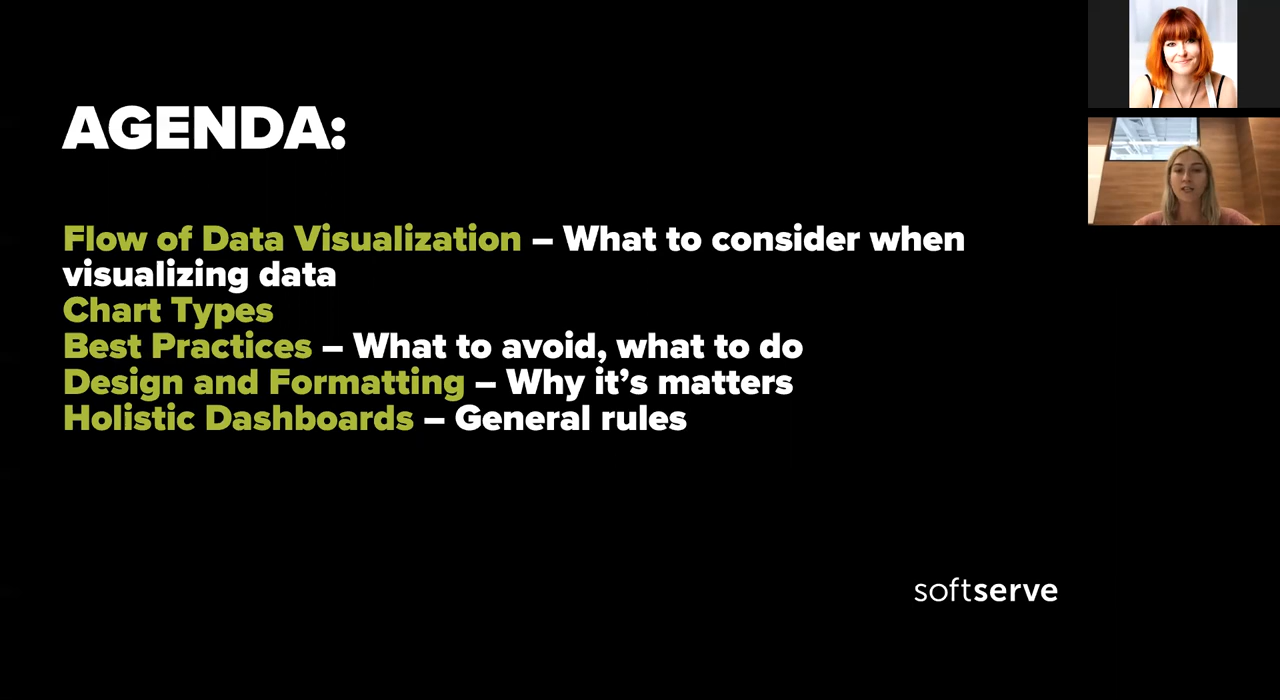 AGENDA:
Flow of Data Visualization – What to consider when
visualizing data
Chart Types
Best Practices – What to avoid, what to do
Design and Formatting – Why it’s matters
Holistic Dashboards – General rules
softserve